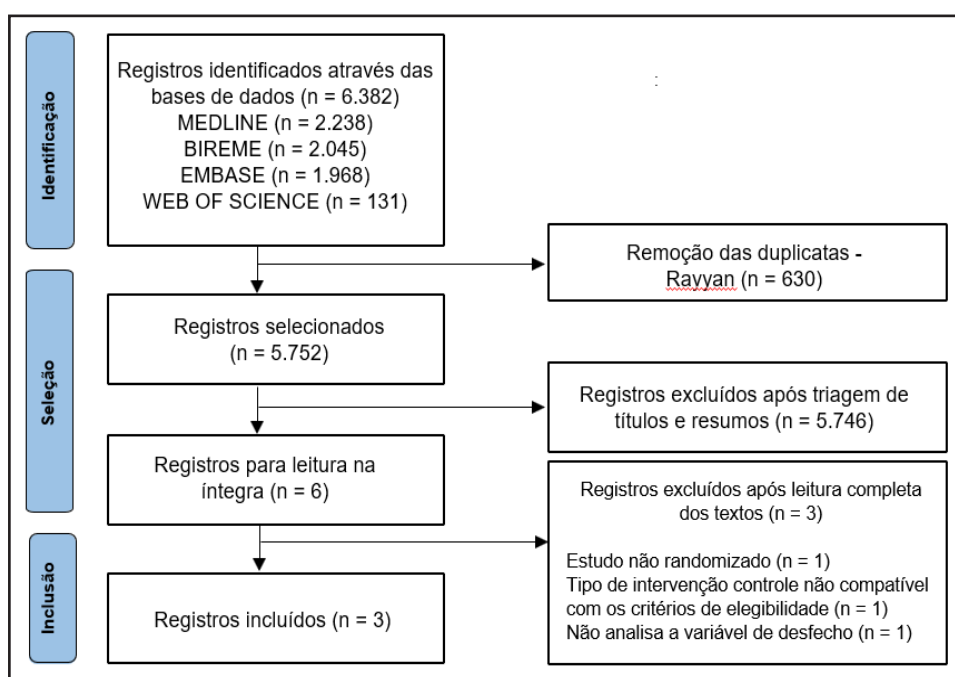 Identificação
Registros identificados através das
bases de dados (n = 6.382)
MEDLINE (n = 2.238)
BIREME (n = 2.045)
EMBASE (n = 1.968)
WEB OF SCIENCE (n = 131)
:
Remoção das duplicatas -
Rayyan (n = 630)
Seleção
Registros selecionados
(n = 5.752)
Registros excluídos após triagem de
títulos e resumos (n = 5.746)
Registros para leitura na
íntegra (n = 6)
Registros excluídos após leitura completa
dos textos (n = 3)
Estudo não randomizado (n = 1)
Tipo de intervenção controle não compatível
com os critérios de elegibilidade (n = 1)
Não analisa a variável de desfecho (n = 1)
Inclusão
Registros incluídos (n = 3)